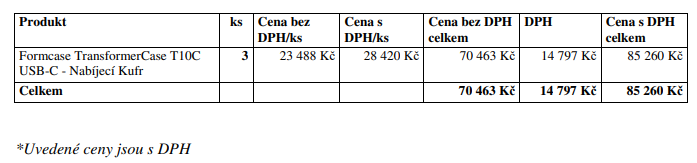 Produkt ks Cena bez DPH/ks Cena s DPH/ks Cena bez DPH celkem DPH Cena s DPH celkem
Formcase TransformerCase T10C USB-C - Nabíjecí Kufr 3 23 488 Kč 28 420 Kč 70 463 Kč 14 797 Kč 85 260 Kč
Celkem 70 463 Kč 14 797 Kč 85 260 Kč
*Uvedené ceny jsou s DPH